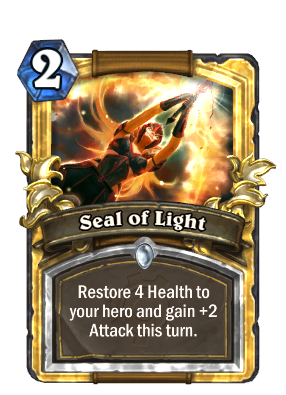 2
Seal of Light
Restore 4 Health to
your hero and gain +2
Attack this turn.